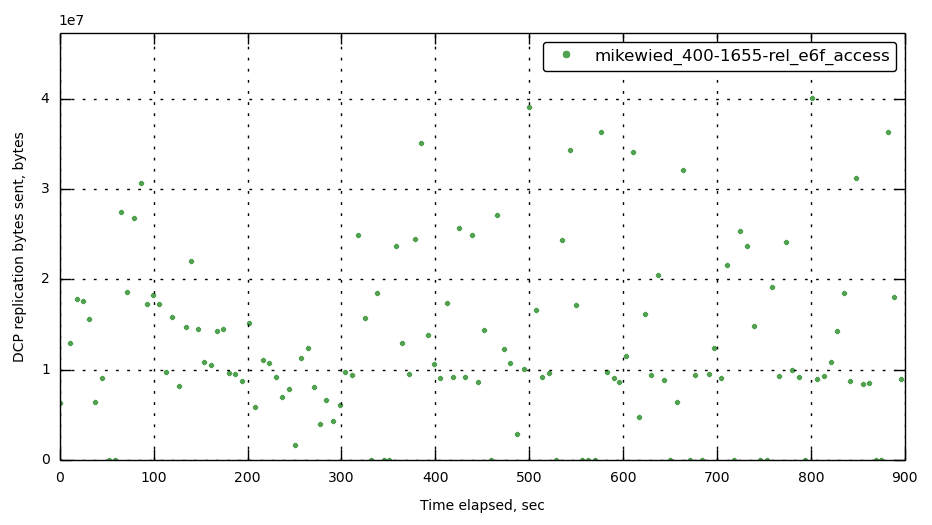 1e7
mikewied_400-1655-rel_e6f_access
4
3
2
1
0
DCP replication bytes sent, bytes
0 100 200 300 400 500 600 700 800 900
Time elapsed, sec